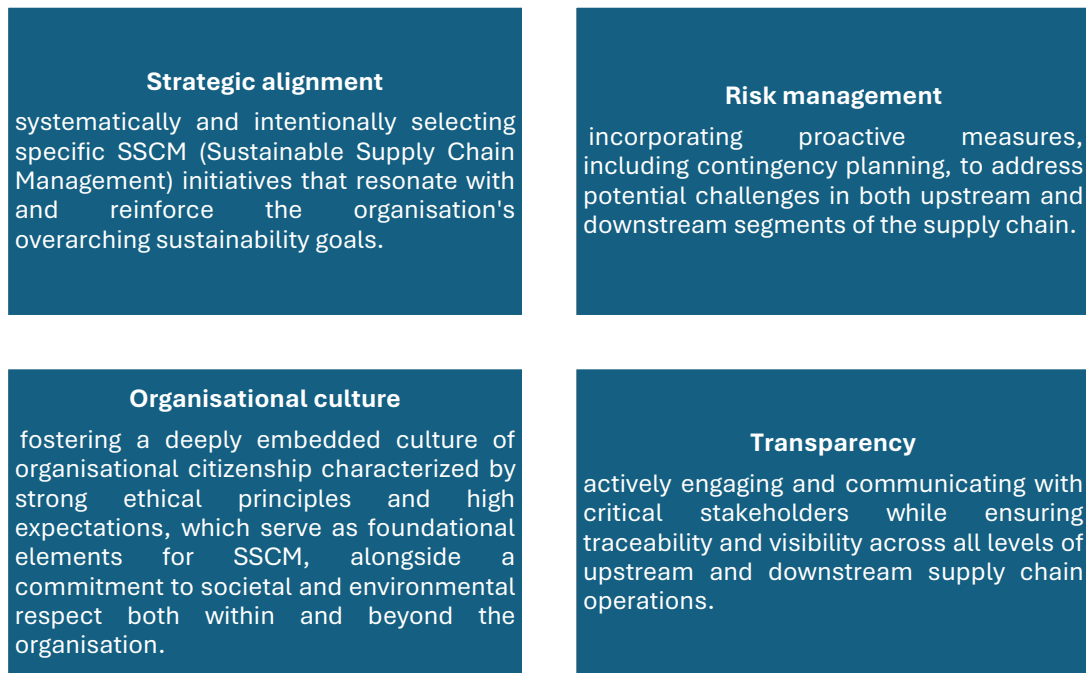 Strategic alignment
systematically and intentionally selecting
specific SSCM (Sustainable Supply Chain
Management) initiatives that resonate with
and reinforce the organisation's
overarching sustainability goals.
Risk management
incorporating proactive measures,
including contingency planning, to address
potential challenges in both upstream and
downstream segments of the supply chain.
Organisational culture
fostering a deeply embedded culture of
organisational citizenship characterized by
strong ethical principles and high
expectations, which serve as foundational
elements for SSCM, alongside a
commitment to societal and environmental
respect both within and beyond the
organisation.
Transparency
actively engaging and communicating with
critical stakeholders while ensuring
traceability and visibility across all levels of
upstream and downstream supply chain
operations.